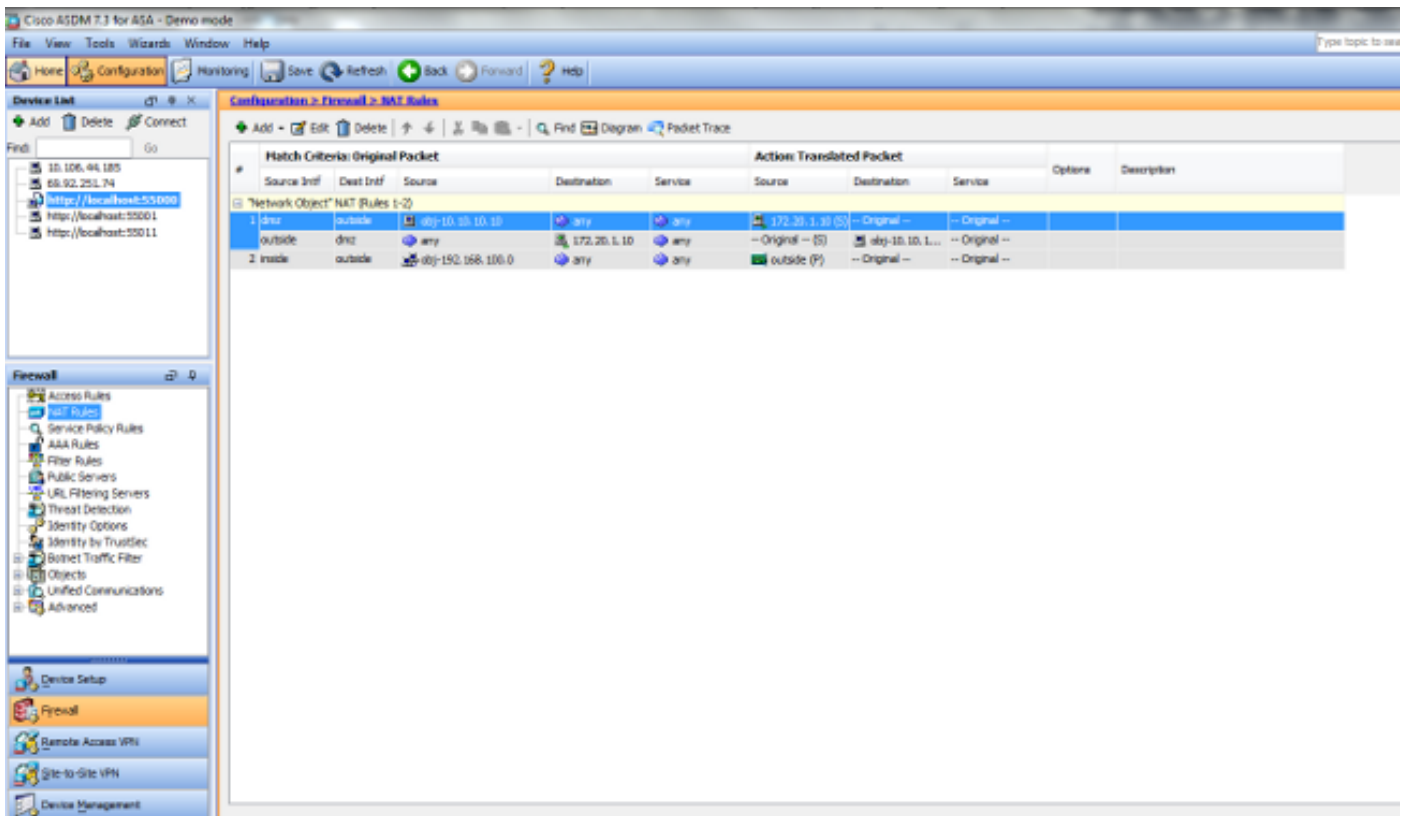 Cisco ASDM 7.3 for ASA - Demo mode
File View Tools Wizards Window Help
Type topic to sea
Home Configuration Monitoring Save Refresh Back Forward Help
Device List
Add Delete Connect
Find: Go
10.106.44.185
68.92.251.74
http://localhost:55000
http://localhost:55001
http://localhost:55011
Configuration > Firewall > NAT Rules
Add Edit Delete Find Diagram Packet Trace
# Match Criteria: Original Packet Action: Translated Packet Options Description
Source Intf Dest Intf Source Destination Service Source Destination Service
"Network Object" NAT (Rules 1-2)
1 dmz outside obj-10.10.10.10 any any 172.20.1.10 (S) -- Original -- -- Original --
outside dmz any 172.20.1.10 any -- Original -- (S) obj-10.10.1... -- Original --
2 inside outside obj-192.168.100.0 any any outside (P) -- Original -- -- Original --
Firewall
Access Rules
NAT Rules
Service Policy Rules
AAA Rules
Filter Rules
Public Servers
URL Filtering Servers
Threat Detection
Identity Options
Identity by TrustSec
Botnet Traffic Filter
Objects
Unified Communications
Advanced
Device Setup
Firewall
Remote Access VPN
Site-to-Site VPN
Device Management